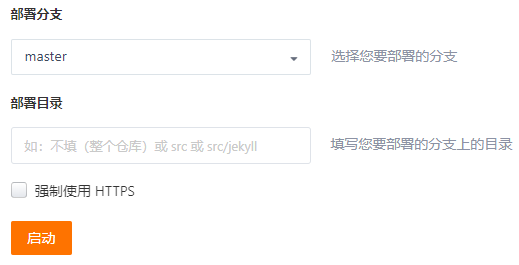 部署分支
master
选择您要部署的分支
部署目录
如：不填（整个仓库）或 src 或 src/jekyll
填写您要部署的分支上的目录
强制使用 HTTPS
启动